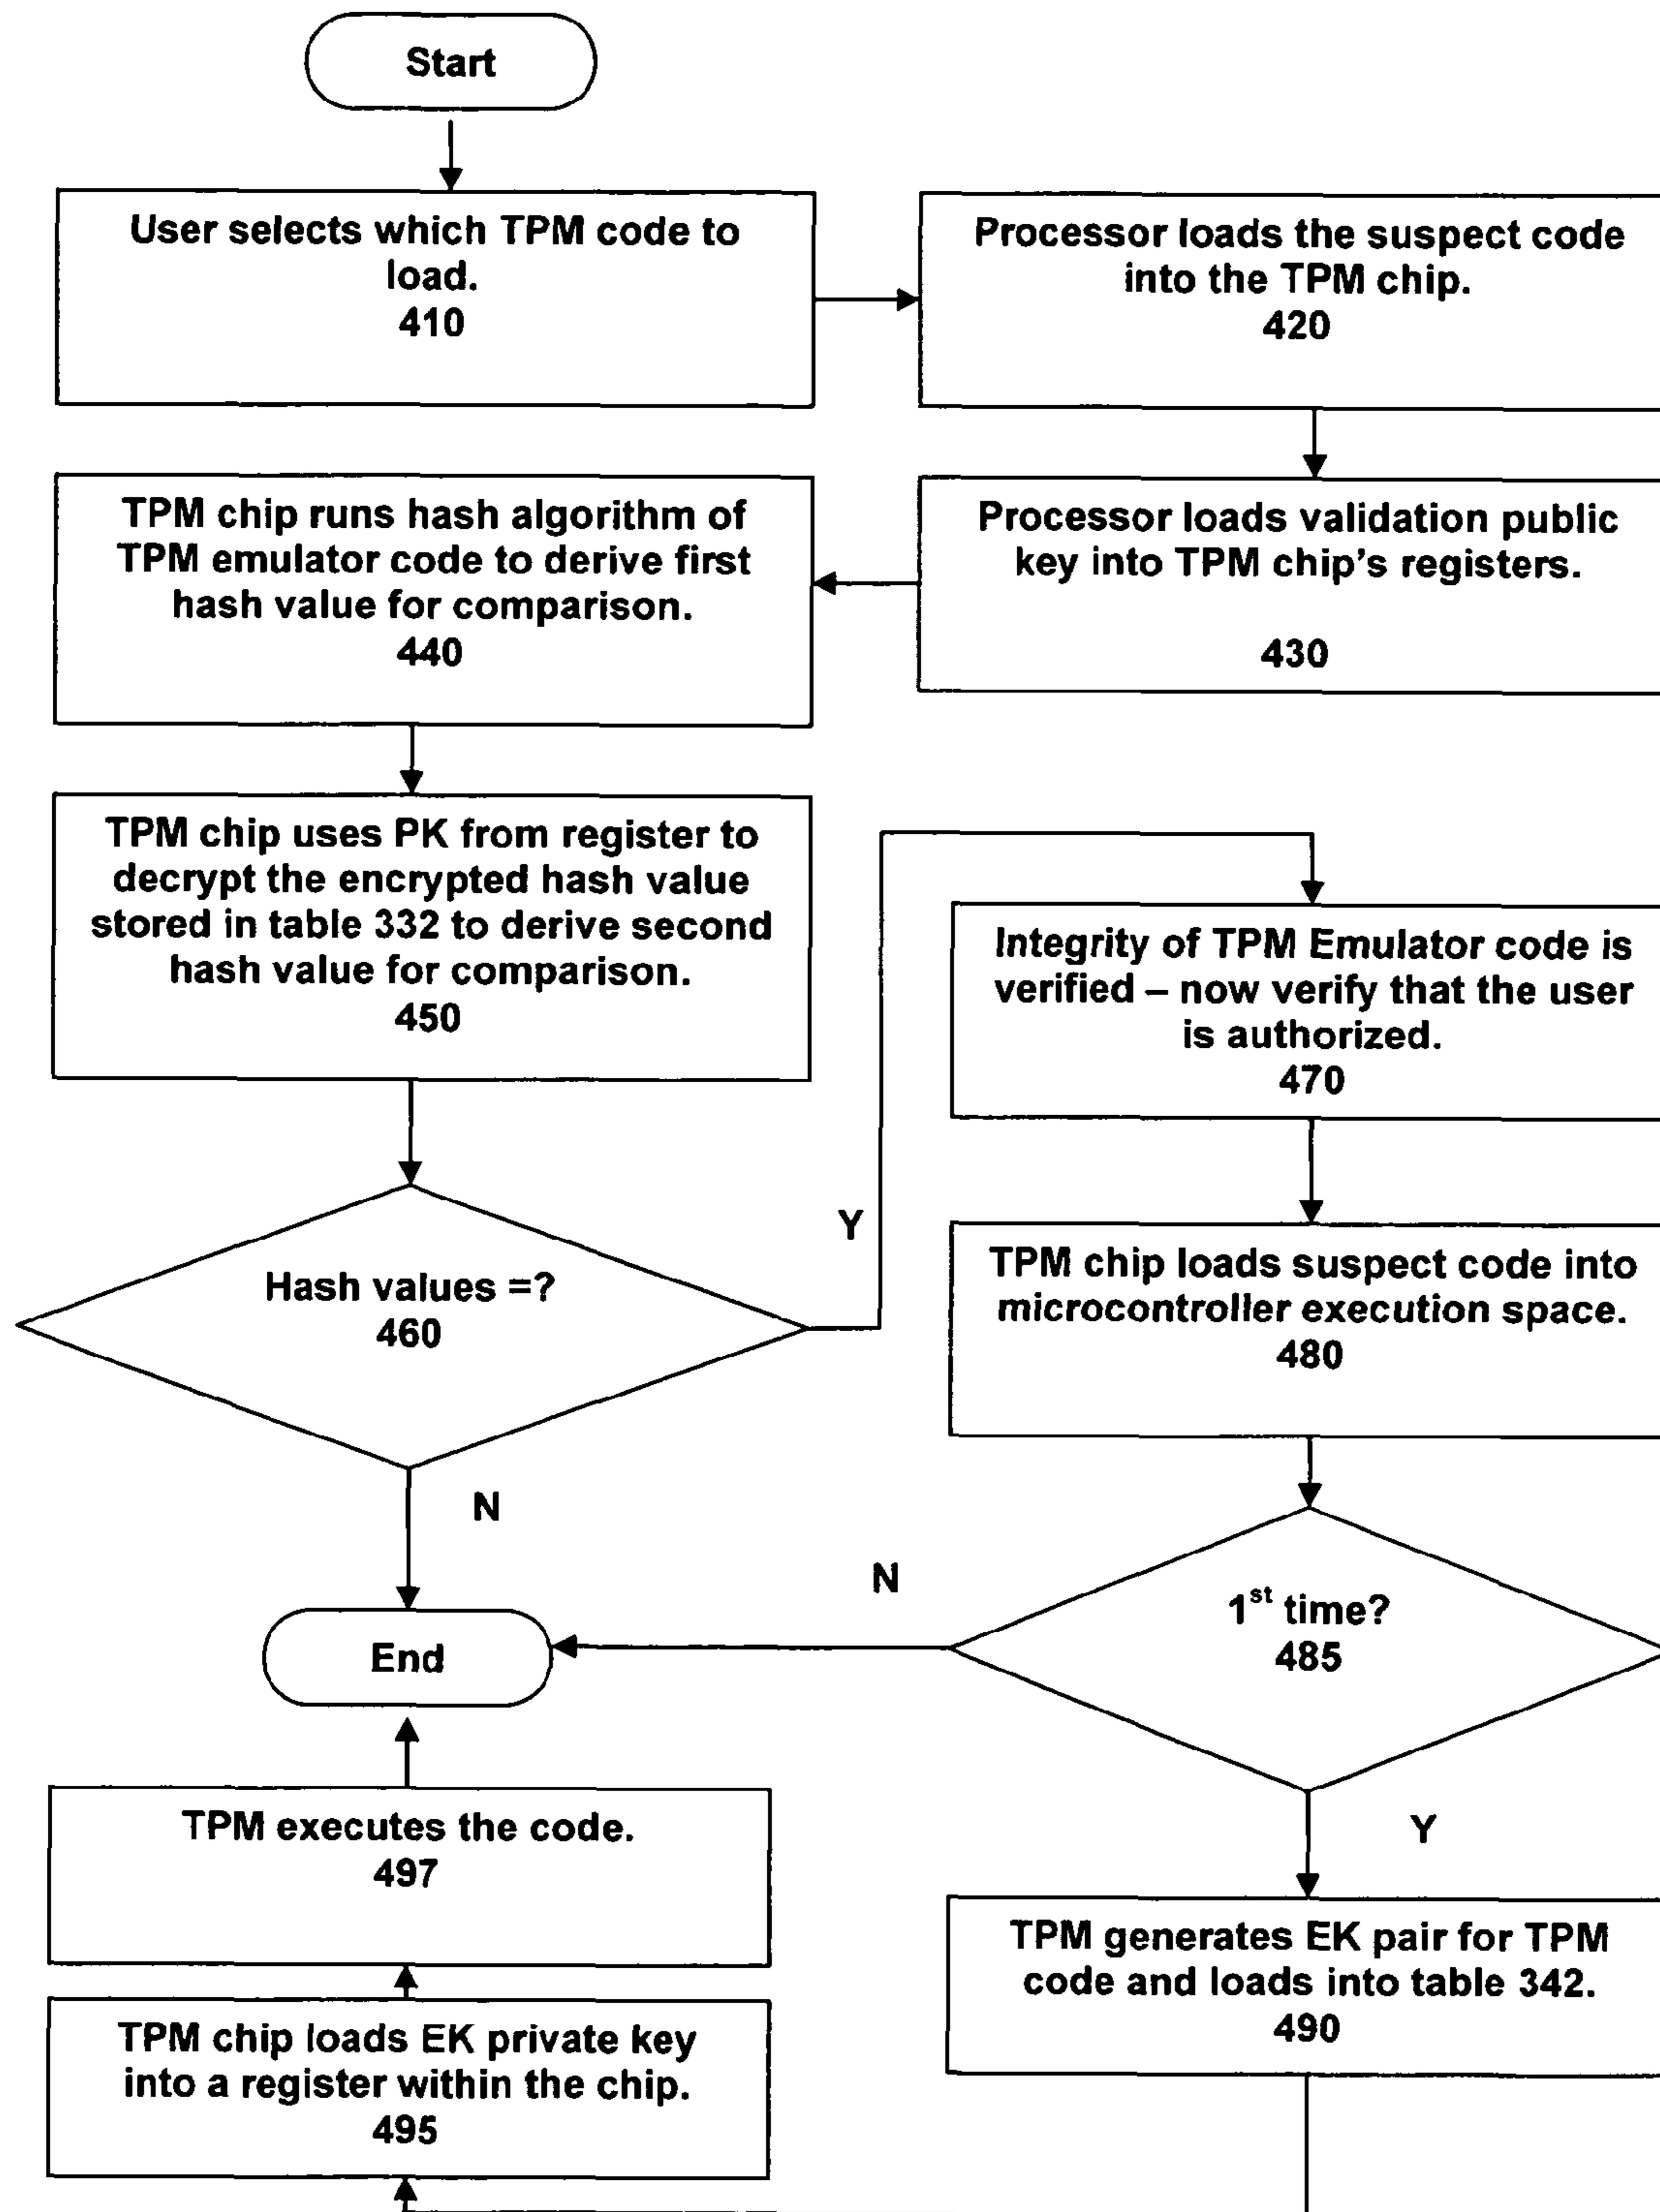 Start
User selects which TPM code to
load.
410
Processor loads the suspect code
into the TPM chip.
420
Processor loads validation public
key into TPM chip's registers.
430
TPM chip runs hash algorithm of
TPM emulator code to derive first
hash value for comparison.
440
TPM chip uses PK from register to
decrypt the encrypted hash value
stored in table 332 to derive second
hash value for comparison.
450
Hash values =?
460
Y
N
Integrity of TPM Emulator code is
verified – now verify that the user
is authorized.
470
TPM chip loads suspect code into
microcontroller execution space.
480
1st time?
485
N
Y
End
TPM generates EK pair for TPM
code and loads into table 342.
490
TPM chip loads EK private key
into a register within the chip.
495
TPM executes the code.
497